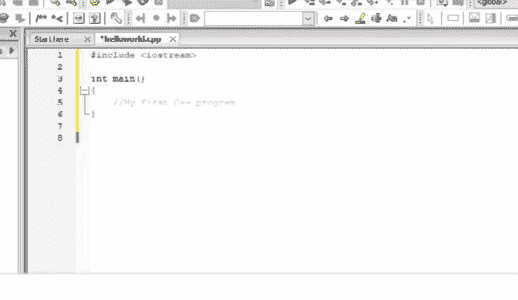 <global>
Start here
*helloworld.cpp
1 #include <iostream>
2
3 int main()
4 {
5 //My first C++ program
6 }
7
8